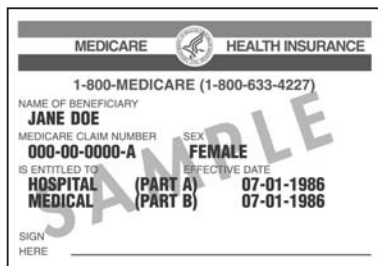 MEDICARE HEALTH INSURANCE
1-800-MEDICARE (1-800-633-4227)
NAME OF BENEFICIARY
JANE DOE
MEDICARE CLAIM NUMBER SEX
000-00-0000-A FEMALE
IS ENTITLED TO EFFECTIVE DATE
HOSPITAL (PART A) 07-01-1986
MEDICAL (PART B) 07-01-1986
SIGN
HERE
SAMPLE